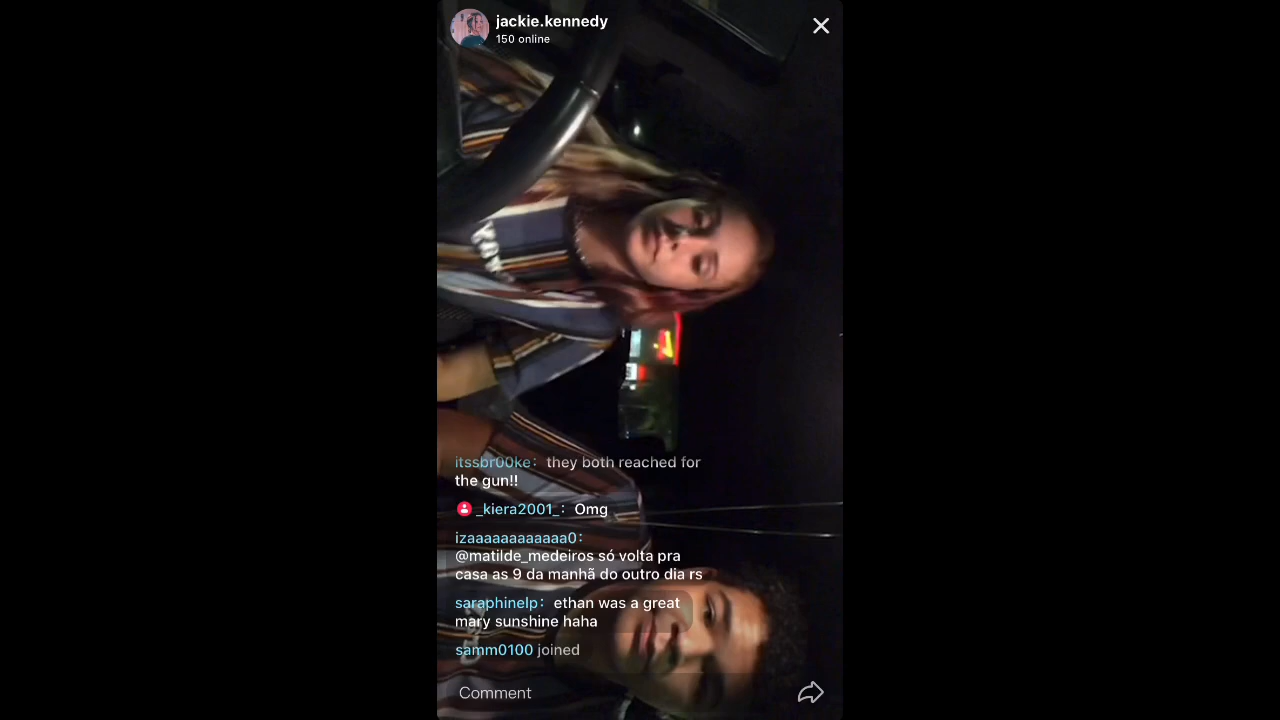 jackie.kennedy
150 online
itssbr00ke: they both reached for
the gun!!
_kiera2001_: Omg
izaaaaaaaaaaaa0:
@matilde_medeiros só volta pra
casa as 9 da manhã do outro dia rs
saraphinelp: ethan was a great
mary sunshine haha
samm0100 joined
Comment